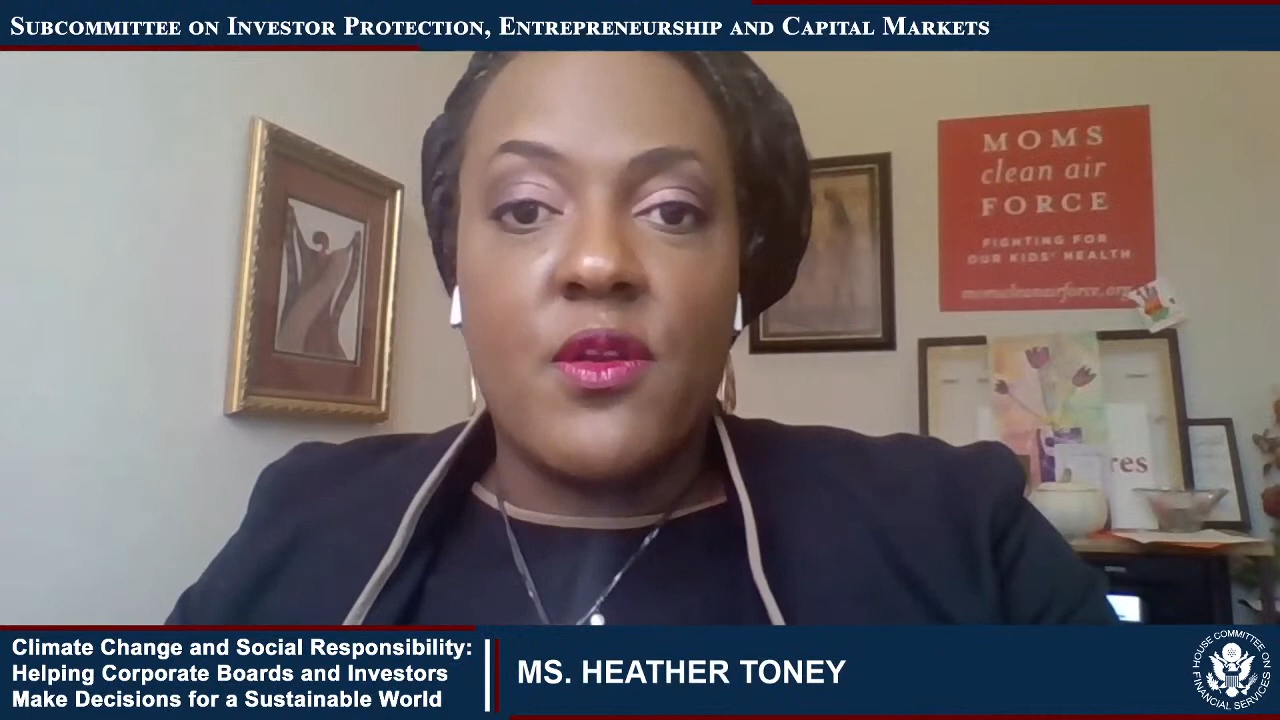 SUBCOMMITTEE ON INVESTOR PROTECTION, ENTREPRENEURSHIP AND CAPITAL MARKETS
MOMS
clean air
FORCE
FIGHTING FOR
OUR KIDS' HEALTH
momscleanairforce.org
res
Climate Change and Social Responsibility:
Helping Corporate Boards and Investors
Make Decisions for a Sustainable World
MS. HEATHER TONEY
HOUSE COMMITTEE ON
FINANCIAL SERVICES